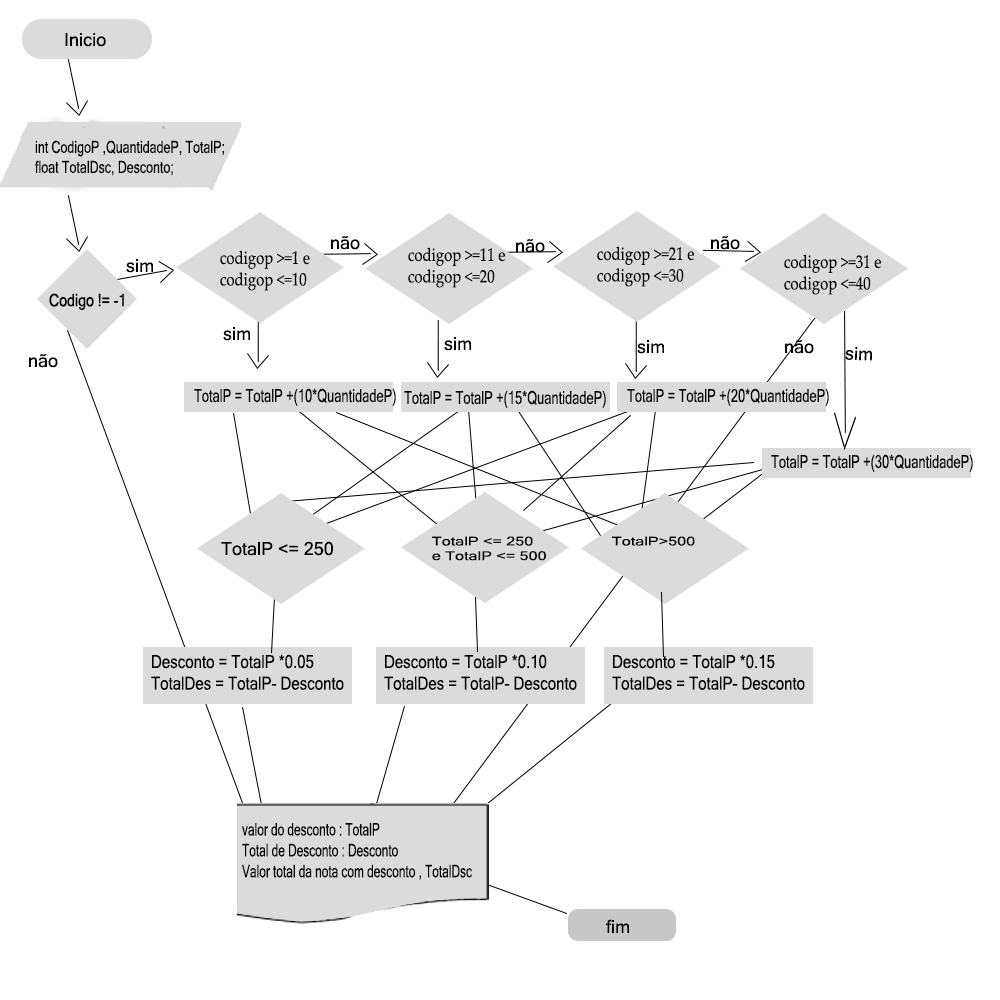 Inicio
int CodigoP ,QuantidadeP, TotalP;
float TotalDsc, Desconto;
Codigo != -1
sim
não
codigop >=1 e
codigop <=10
não
codigop >=11 e
codigop <=20
não
codigop >=21 e
codigop <=30
não
codigop >=31 e
codigop <=40
sim
sim
sim
não
sim
TotalP = TotalP +(10*QuantidadeP)
TotalP = TotalP +(15*QuantidadeP)
TotalP = TotalP +(20*QuantidadeP)
TotalP = TotalP +(30*QuantidadeP)
TotalP <= 250
TotalP <= 250
e TotalP <= 500
TotalP>500
Desconto = TotalP *0.05
TotalDes = TotalP- Desconto
Desconto = TotalP *0.10
TotalDes = TotalP- Desconto
Desconto = TotalP *0.15
TotalDes = TotalP- Desconto
valor do desconto : TotalP
Total de Desconto : Desconto
Valor total da nota com desconto , TotalDsc
fim